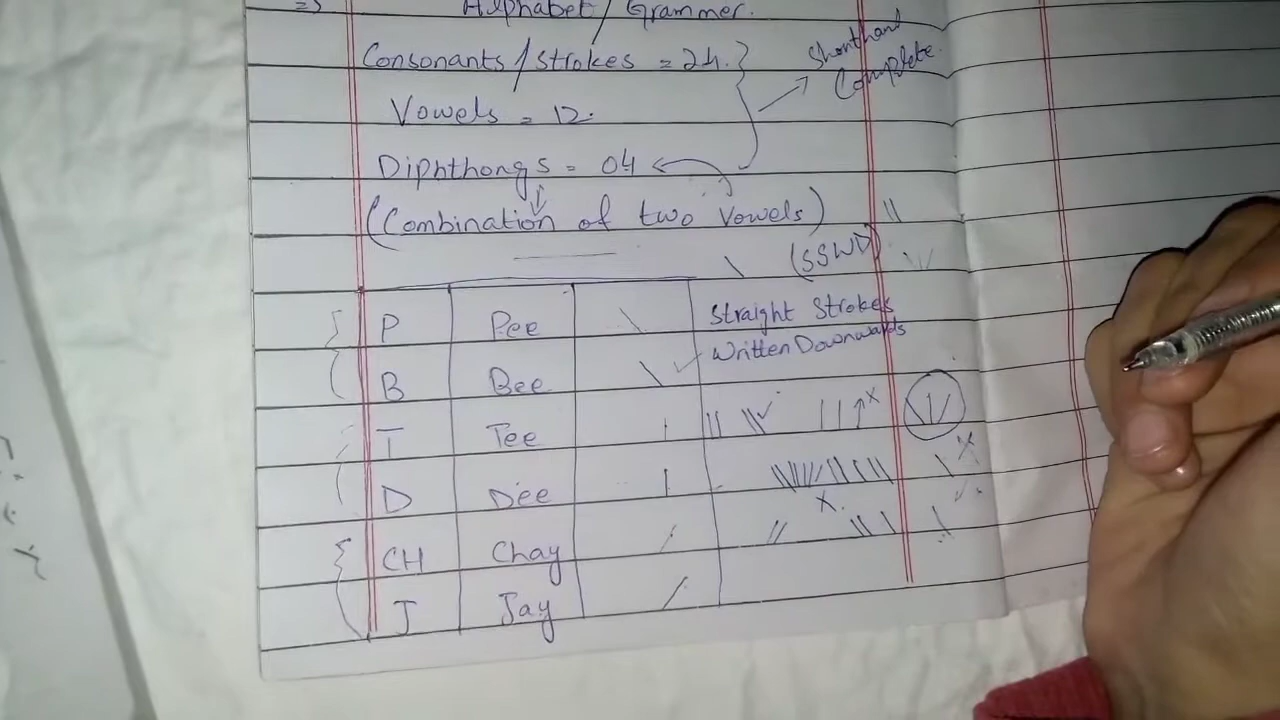 => Alphabet / Grammer.
Consonants / Strokes = 24.
Shorthand Complete.
Vowels = 12.
Diphthongs = 04
(Combination of two vowels)
(SSWD)
P Pee \ Straight Strokes
Written Downwards
B Bee \
T Tee |
D Dee |
CH Chay /
J Jay /